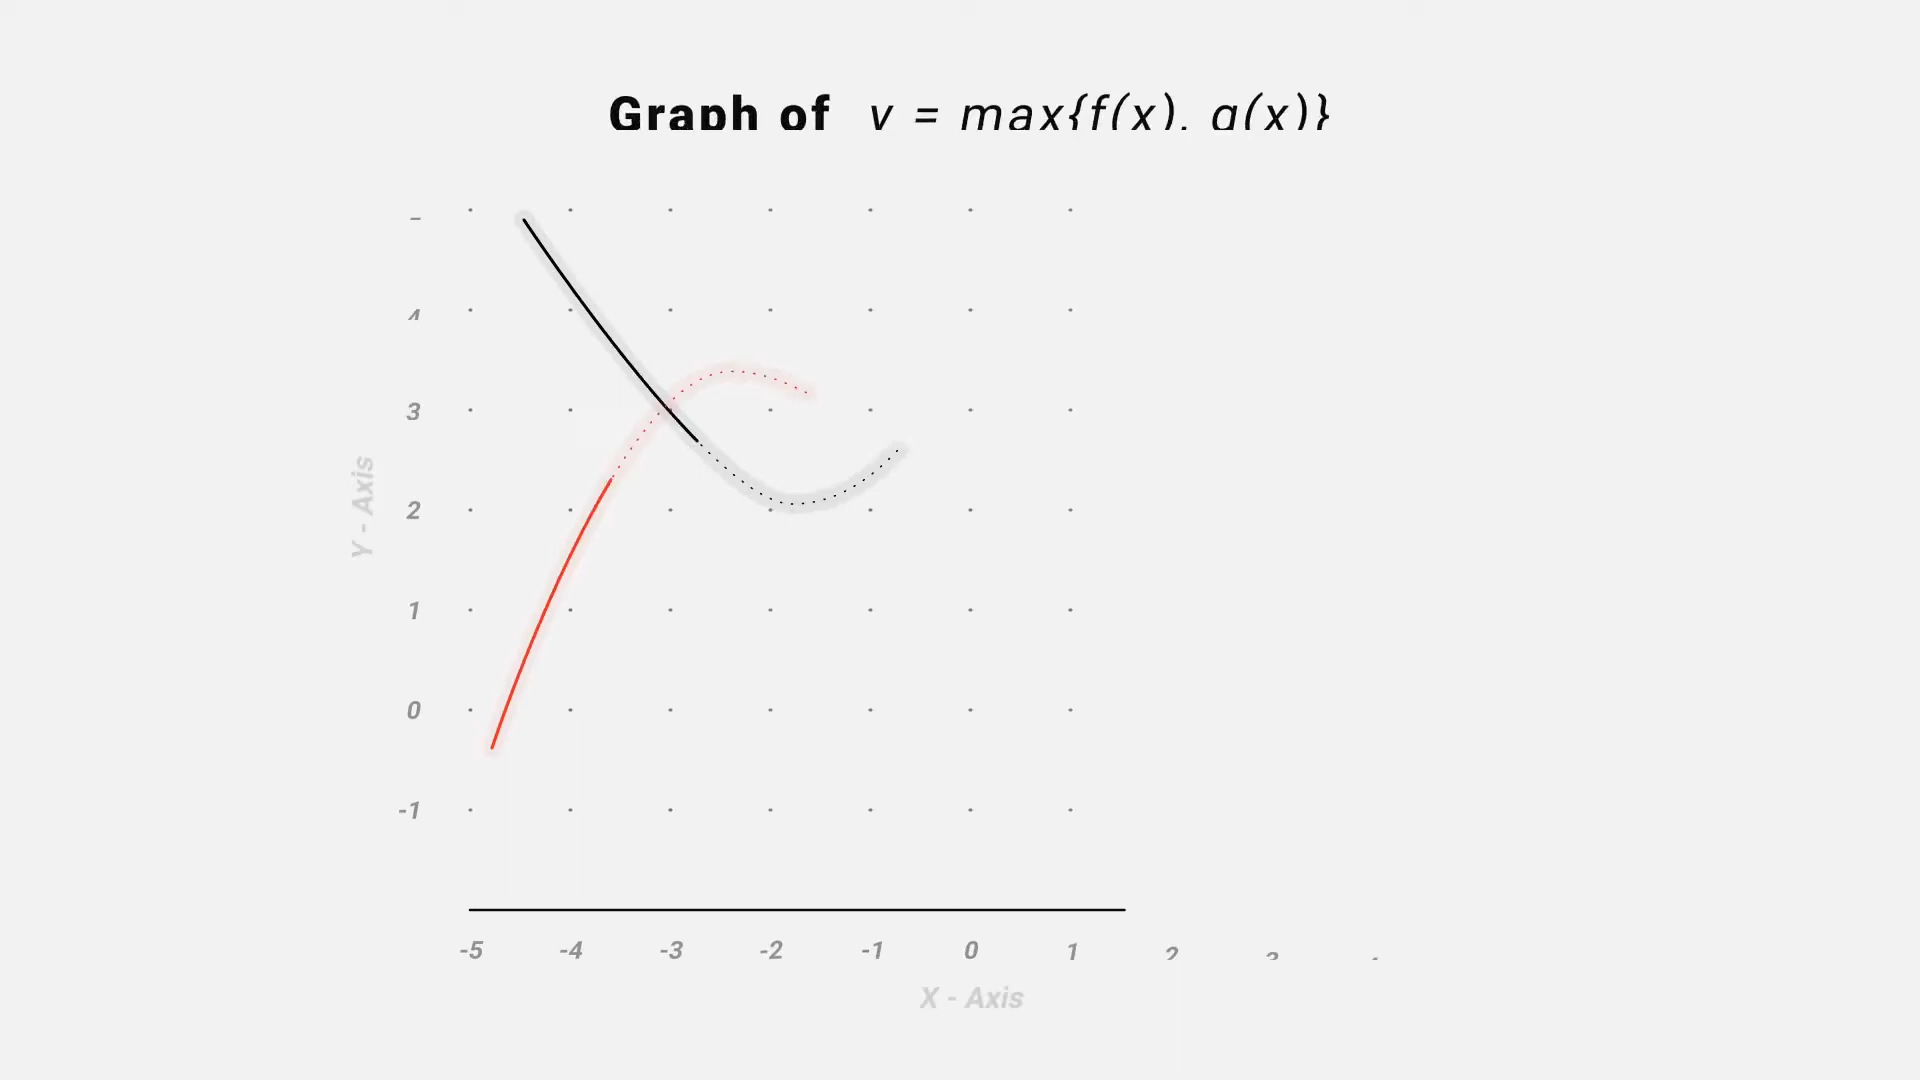 Graph of y = max{f(x), g(x)}
4
3
2
1
0
-1
Y - Axis
-5 -4 -3 -2 -1 0 1 2 3
X - Axis